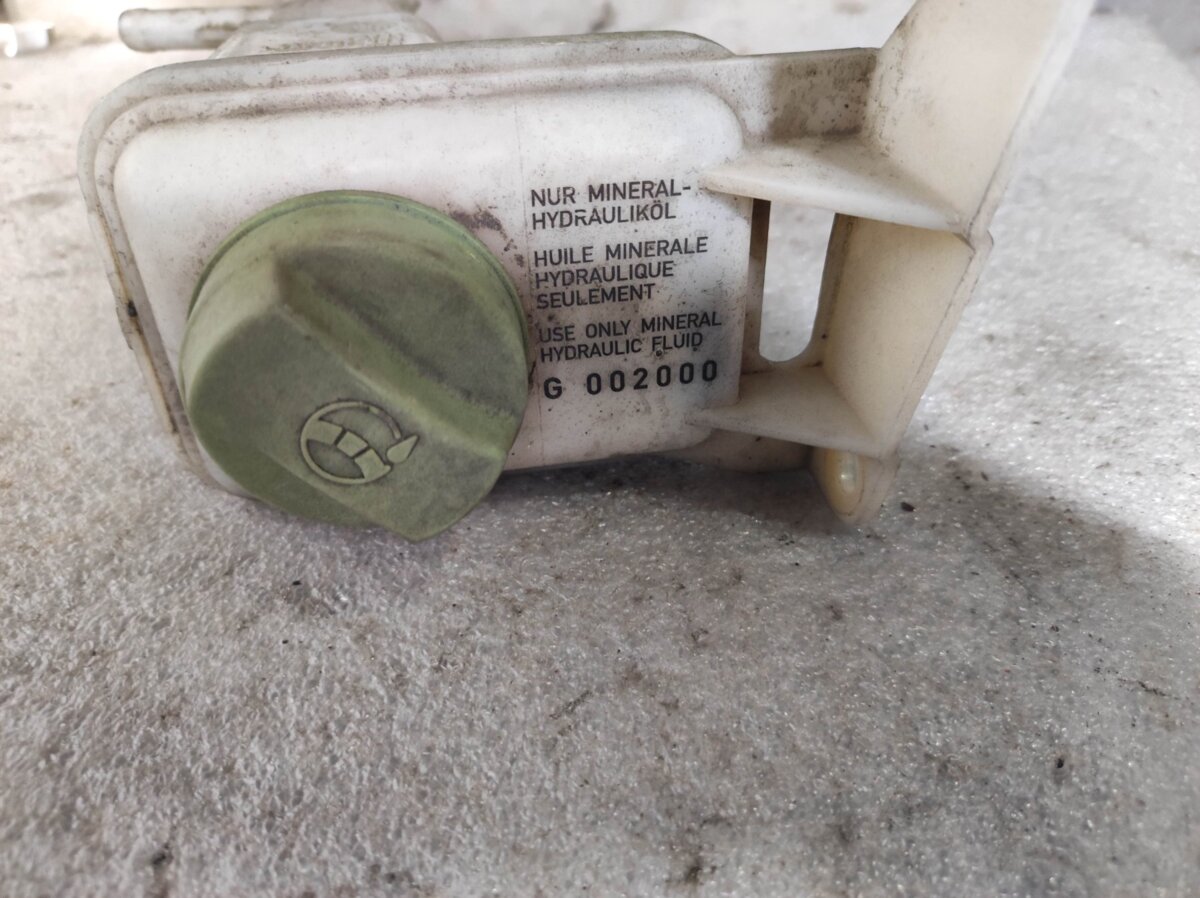 NUR MINERAL-
HYDRAULIKÖL
HUILE MINERALE
HYDRAULIQUE
SEULEMENT
USE ONLY MINERAL
HYDRAULIC FLUID
G 002000